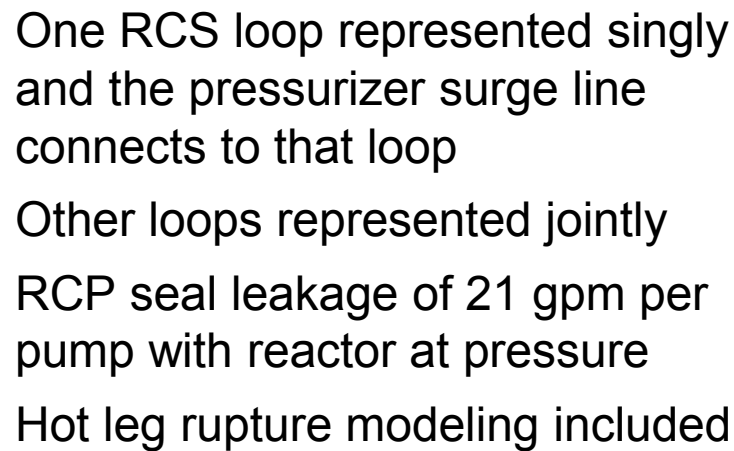 One RCS loop represented singly
and the pressurizer surge line
connects to that loop
Other loops represented jointly
RCP seal leakage of 21 gpm per
pump with reactor at pressure
Hot leg rupture modeling included